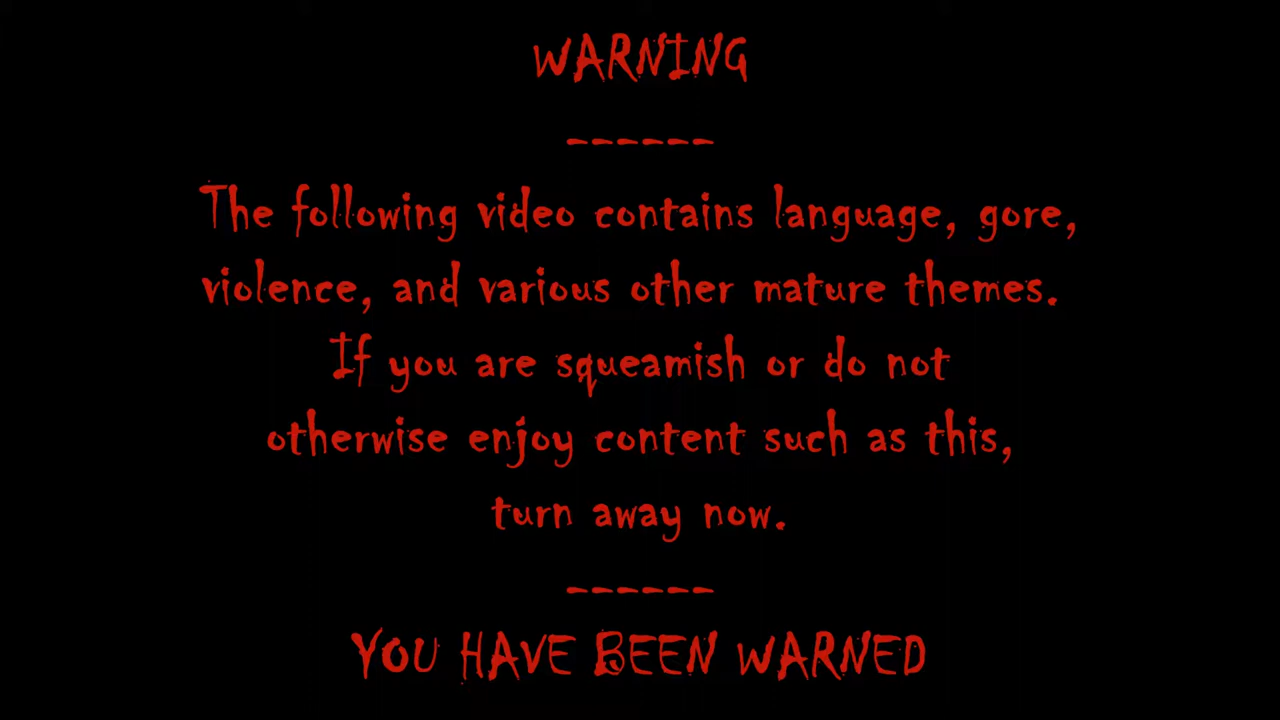 WARNING
------
The following video contains language, gore,
violence, and various other mature themes.
If you are squeamish or do not
otherwise enjoy content such as this,
turn away now.
------
YOU HAVE BEEN WARNED